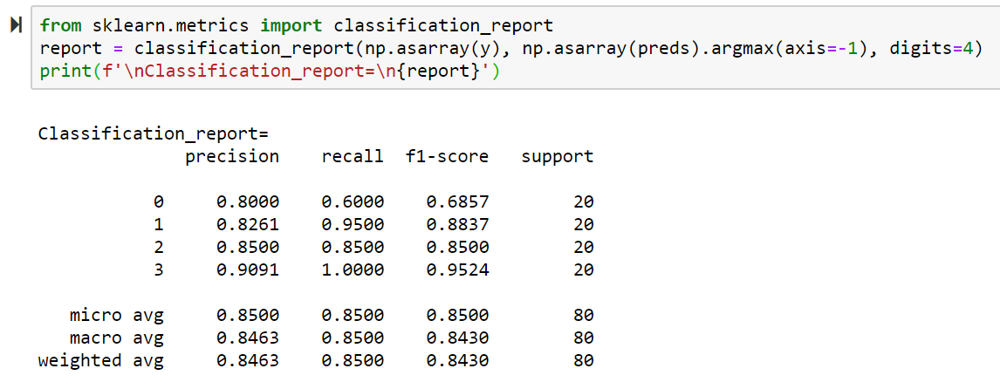 from sklearn.metrics import classification_report
report = classification_report(np.asarray(y), np.asarray(preds).argmax(axis=-1), digits=4)
print(f'\nClassification_report=\n{report}')
Classification_report=
precision recall f1-score support
0 0.8000 0.6000 0.6857 20
1 0.8261 0.9500 0.8837 20
2 0.8500 0.8500 0.8500 20
3 0.9091 1.0000 0.9524 20
micro avg 0.8500 0.8500 0.8500 80
macro avg 0.8463 0.8500 0.8430 80
weighted avg 0.8463 0.8500 0.8430 80